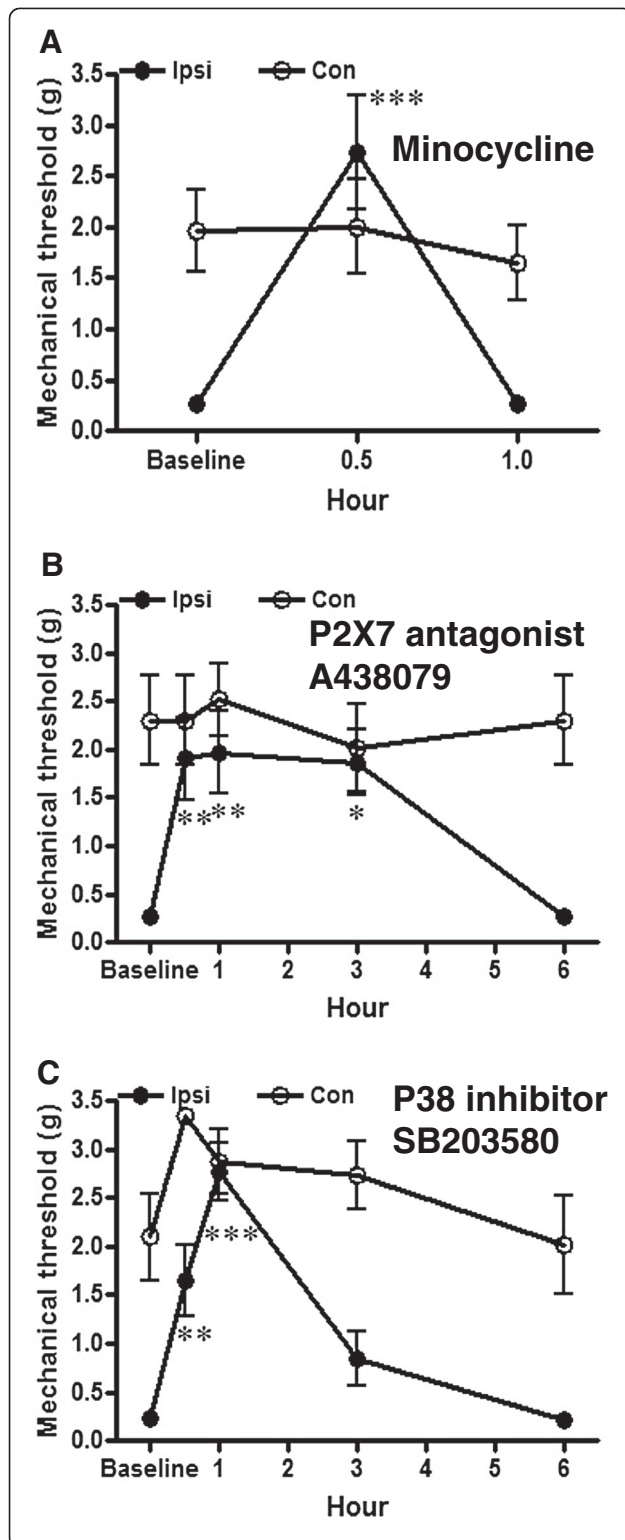 A
Ipsi Con
Mechanical threshold (g)
3.5
3.0
2.5
2.0
1.5
1.0
0.5
0.0
***
Minocycline
Baseline 0.5 1.0
Hour
B
Ipsi Con
Mechanical threshold (g)
3.5
3.0
2.5
2.0
1.5
1.0
0.5
0.0
P2X7 antagonist
A438079
** ** *
Baseline 1 2 3 4 5 6
Hour
C
Ipsi Con
Mechanical threshold (g)
3.5
3.0
2.5
2.0
1.5
1.0
0.5
0.0
P38 inhibitor
SB203580
***
**
Baseline 1 2 3 4 5 6
Hour